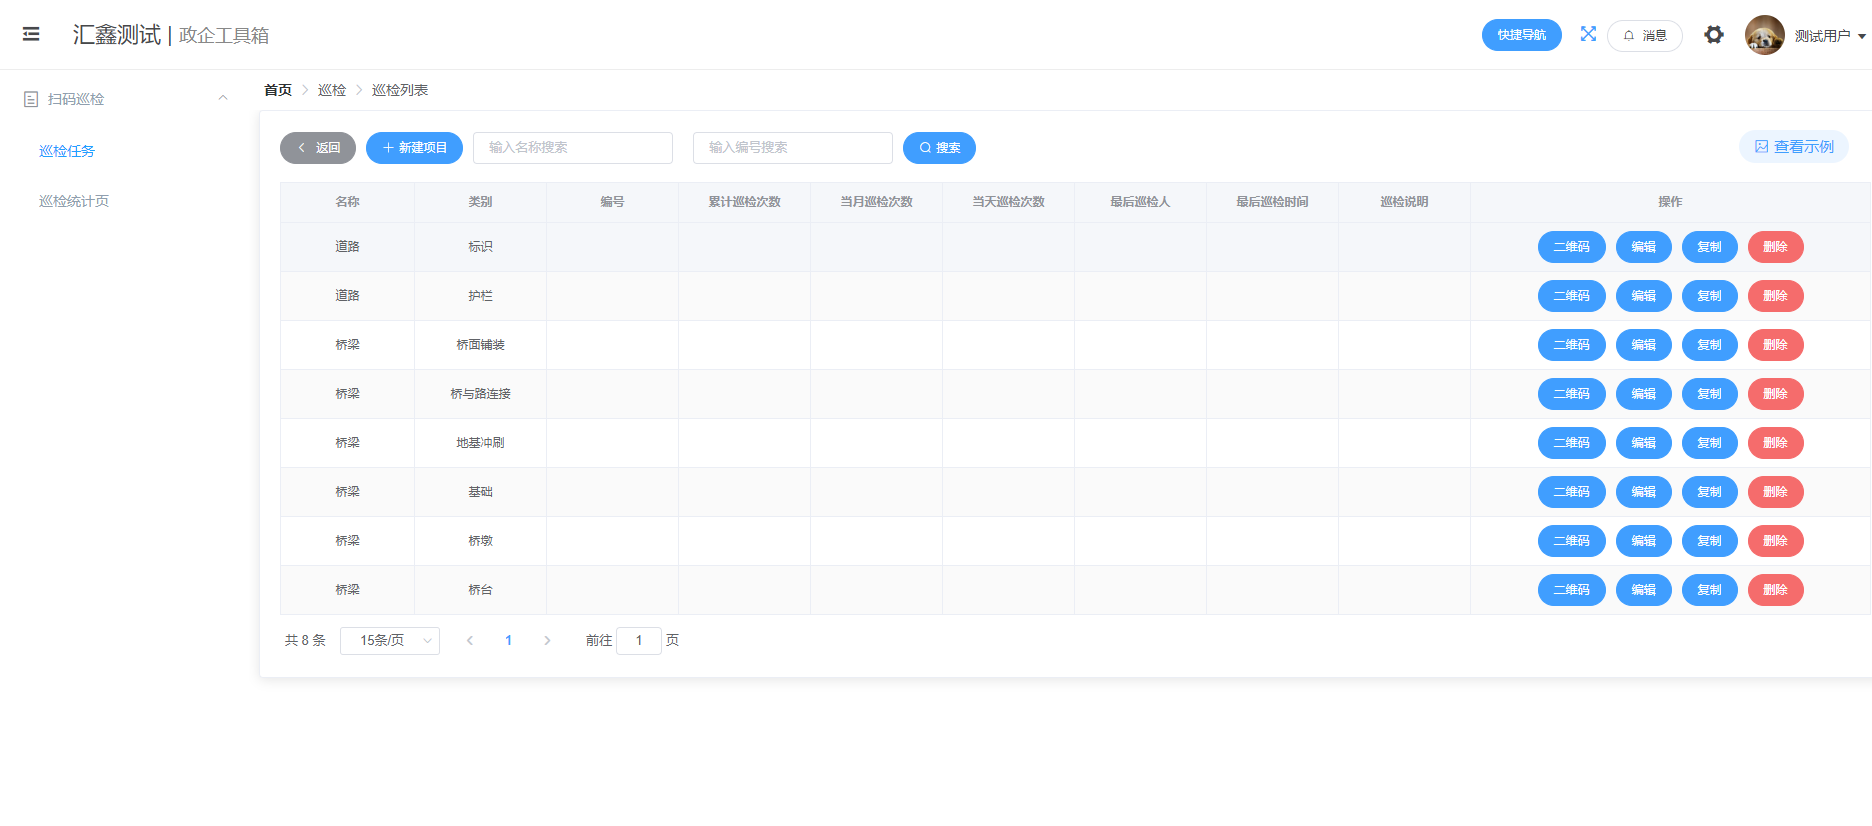 汇鑫测试 | 政企工具箱
快捷导航
消息
测试用户
扫码巡检
巡检任务
巡检统计页
首页 > 巡检 > 巡检列表
返回 新建项目 输入名称搜索 输入编号搜索 搜索 查看示例
名称 类别 编号 累计巡检次数 当月巡检次数 当天巡检次数 最后巡检人 最后巡检时间 巡检说明 操作
道路 标识 二维码 编辑 复制 删除
道路 护栏 二维码 编辑 复制 删除
桥梁 桥面铺装 二维码 编辑 复制 删除
桥梁 桥与路连接 二维码 编辑 复制 删除
桥梁 地基冲刷 二维码 编辑 复制 删除
桥梁 基础 二维码 编辑 复制 删除
桥梁 桥墩 二维码 编辑 复制 删除
桥梁 桥台 二维码 编辑 复制 删除
共 8 条 15条/页 1 前往 1 页